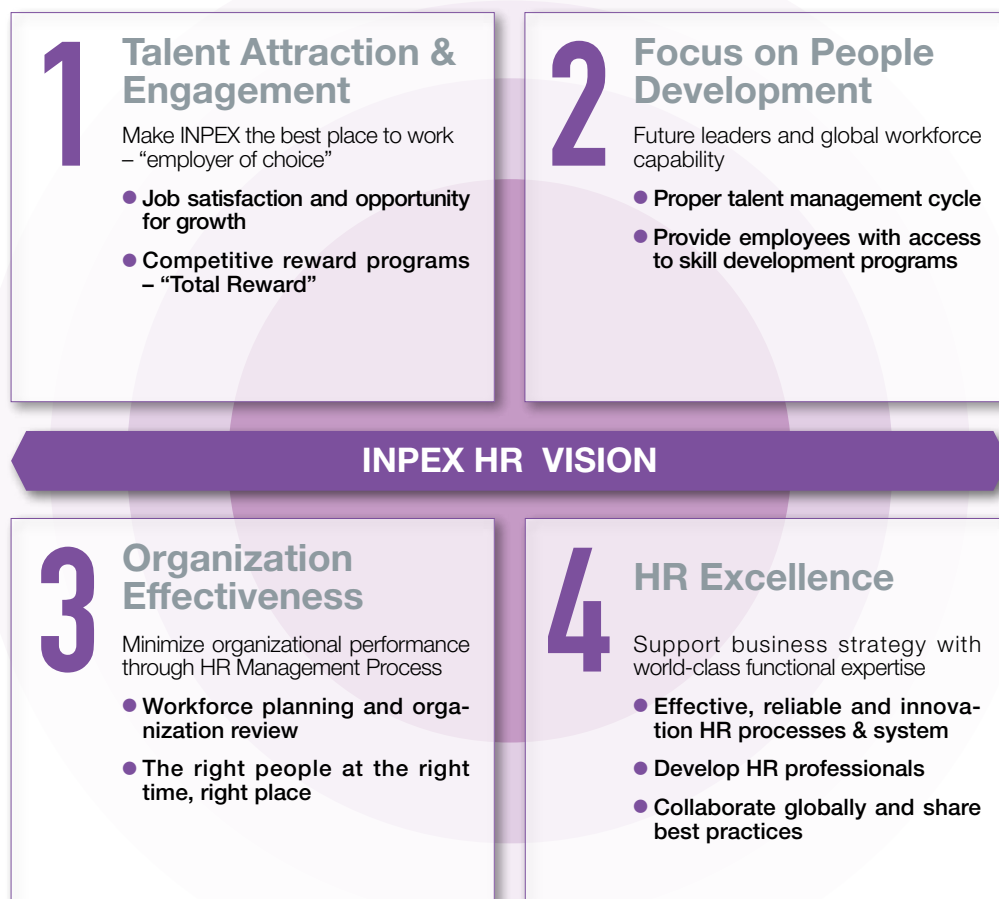 1
Talent Attraction &
Engagement
Make INPEX the best place to work
– “employer of choice”
● Job satisfaction and opportunity
for growth
● Competitive reward programs
– “Total Reward”
2
Focus on People
Development
Future leaders and global workforce
capability
● Proper talent management cycle
● Provide employees with access
to skill development programs
INPEX HR VISION
3
Organization
Effectiveness
Minimize organizational performance
through HR Management Process
● Workforce planning and orga-
nization review
● The right people at the right
time, right place
4
HR Excellence
Support business strategy with
world-class functional expertise
● Effective, reliable and innova-
tion HR processes & system
● Develop HR professionals
● Collaborate globally and share
best practices